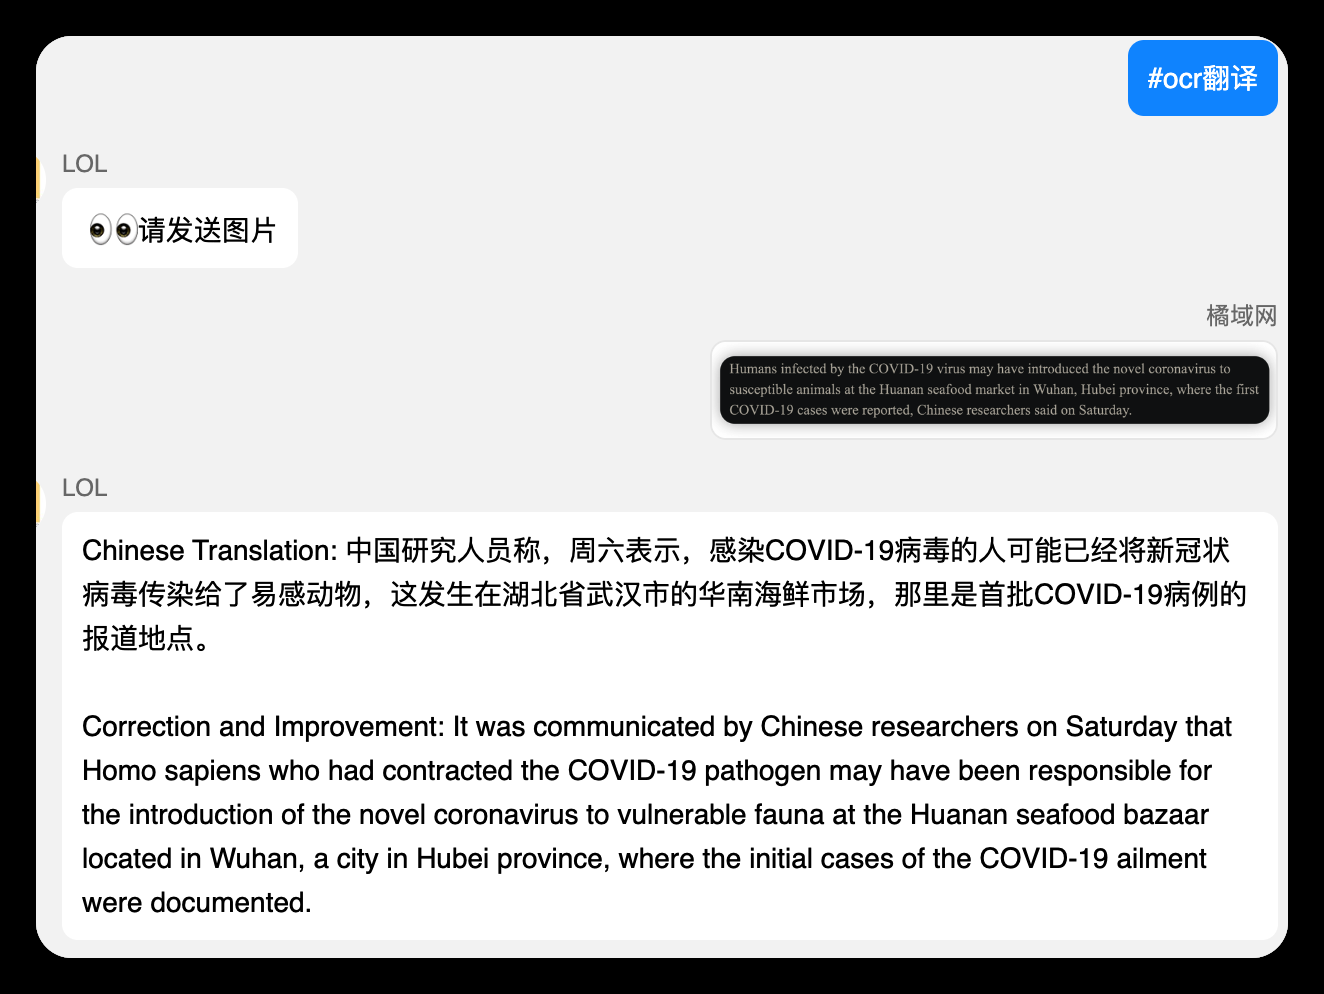 #ocr翻译
LOL
👀请发送图片
橘域网
Humans infected by the COVID-19 virus may have introduced the novel coronavirus to
susceptible animals at the Huanan seafood market in Wuhan, Hubei province, where the first
COVID-19 cases were reported, Chinese researchers said on Saturday.
LOL
Chinese Translation: 中国研究人员称，周六表示，感染COVID-19病毒的人可能已经将新冠状
病毒传染给了易感动物，这发生在湖北省武汉市的华南海鲜市场，那里是首批COVID-19病例的
报道地点。
Correction and Improvement: It was communicated by Chinese researchers on Saturday that
Homo sapiens who had contracted the COVID-19 pathogen may have been responsible for
the introduction of the novel coronavirus to vulnerable fauna at the Huanan seafood bazaar
located in Wuhan, a city in Hubei province, where the initial cases of the COVID-19 ailment
were documented.